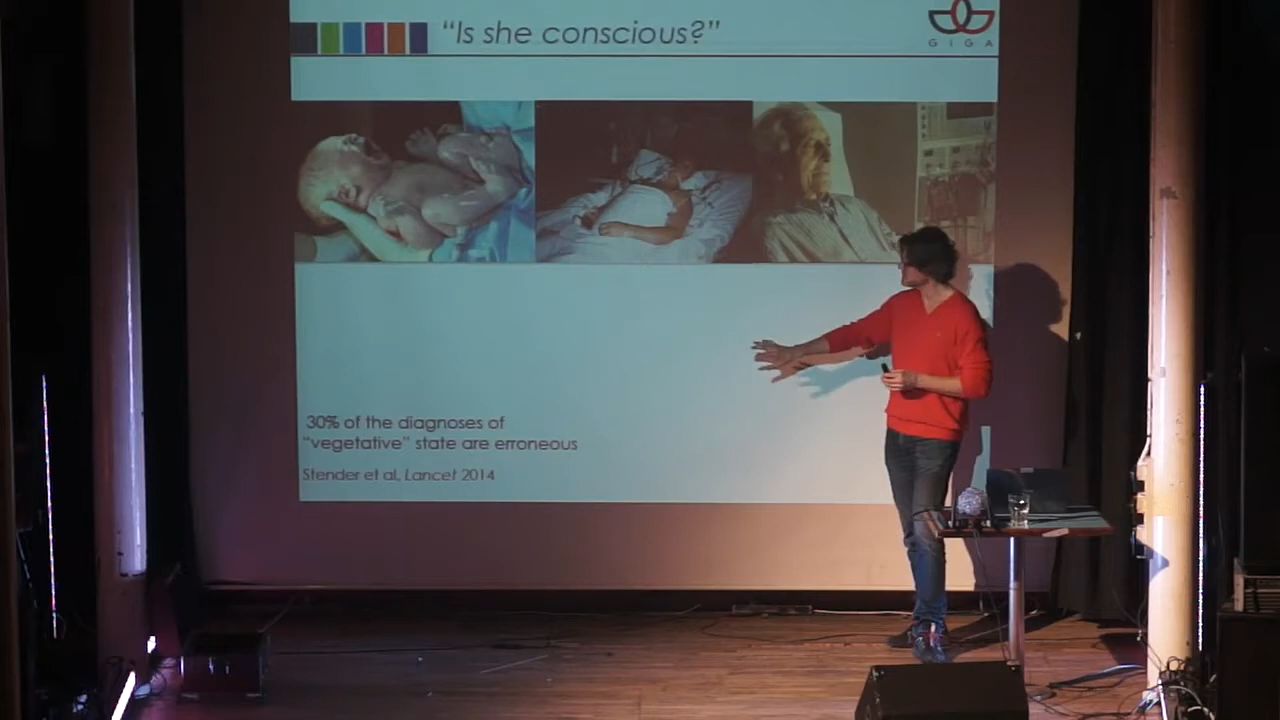 “Is she conscious?”
GIGA
30% of the diagnoses of
“vegetative” state are erroneous
Stender et al, Lancet 2014